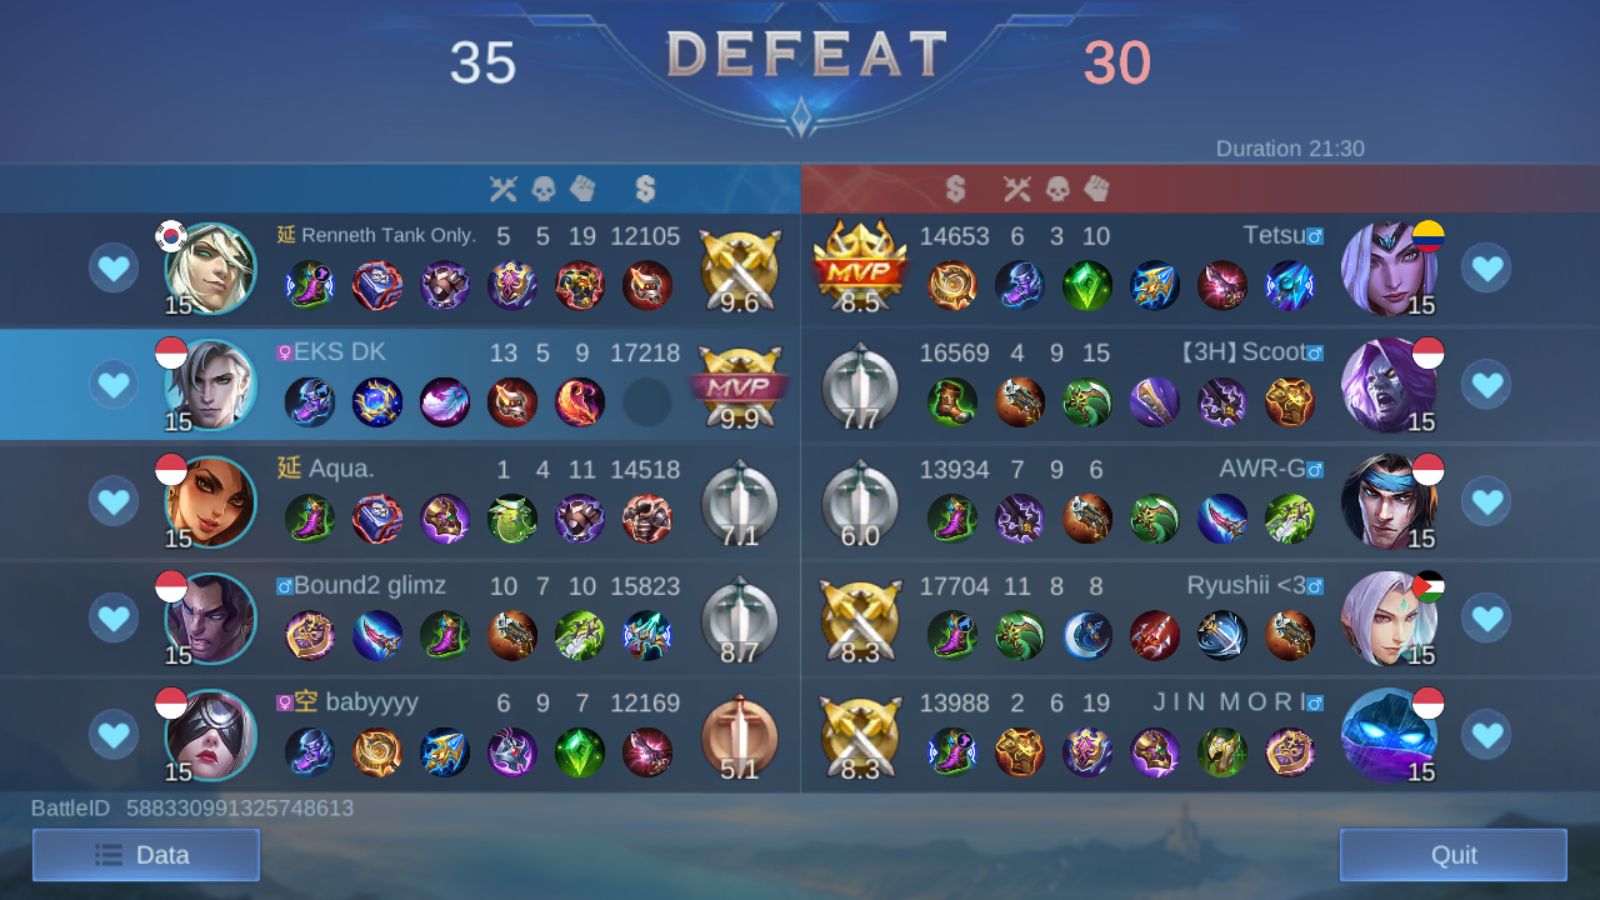 35 DEFEAT 30
Duration 21:30
延 Renneth Tank Only. 5 5 19 12105
15 9.6
MVP 8.5
14653 6 3 10 Tetsu♂
15
♀EKS DK 13 5 9 17218
15 MVP 9.9
7.7
16569 4 9 15 【3H】Scoot♂
15
延 Aqua. 1 4 11 14518
15 7.1
6.0
13934 7 9 6 AWR-G♂
15
♂Bound2 glimz 10 7 10 15823
15 8.7
8.3
17704 11 8 8 Ryushii <3♂
15
♀空 babyyyy 6 9 7 12169
15 5.1
8.3
13988 2 6 19 J I N M O R I♂
15
BattleID 588330991325748613
Data
Quit